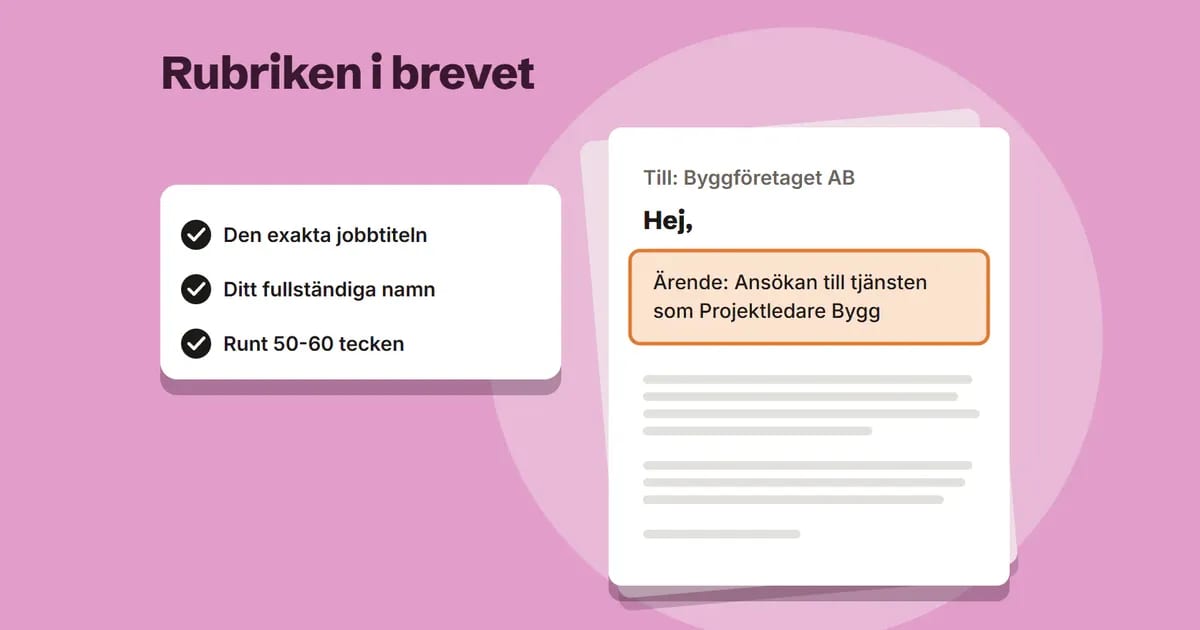 Rubriken i brevet
Den exakta jobbtiteln
Ditt fullständiga namn
Runt 50-60 tecken
Till: Byggföretaget AB
Hej,
Ärende: Ansökan till tjänsten
som Projektledare Bygg